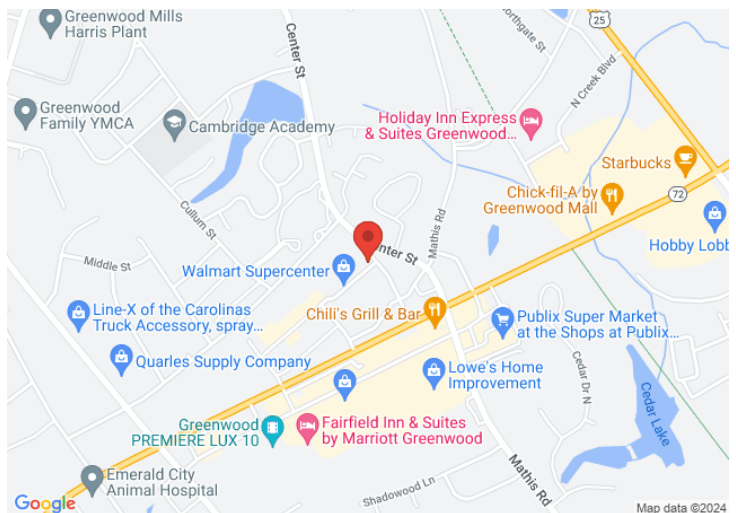 Greenwood Mills
Harris Plant
Center St
Northgate St
25
N Creek Blvd
Greenwood
Family YMCA
Cambridge Academy
Holiday Inn Express
& Suites Greenwood...
Starbucks
72
Chick-fil-A by
Greenwood Mall
Cullum St
Mathis Rd
Hobby Lobb
Middle St
Center St
Walmart Supercenter
Line-X of the Carolinas
Truck Accessory, spray...
Chili's Grill & Bar
Publix Super Market
at the Shops at Publix...
Quarles Supply Company
Lowe's Home
Improvement
Cedar Dr N
Cedar Lake
Greenwood
PREMIERE LUX 10
Fairfield Inn & Suites
by Marriott Greenwood
Mathis Rd
Emerald City
Animal Hospital
Shadowood Ln
Google
Map data ©2024